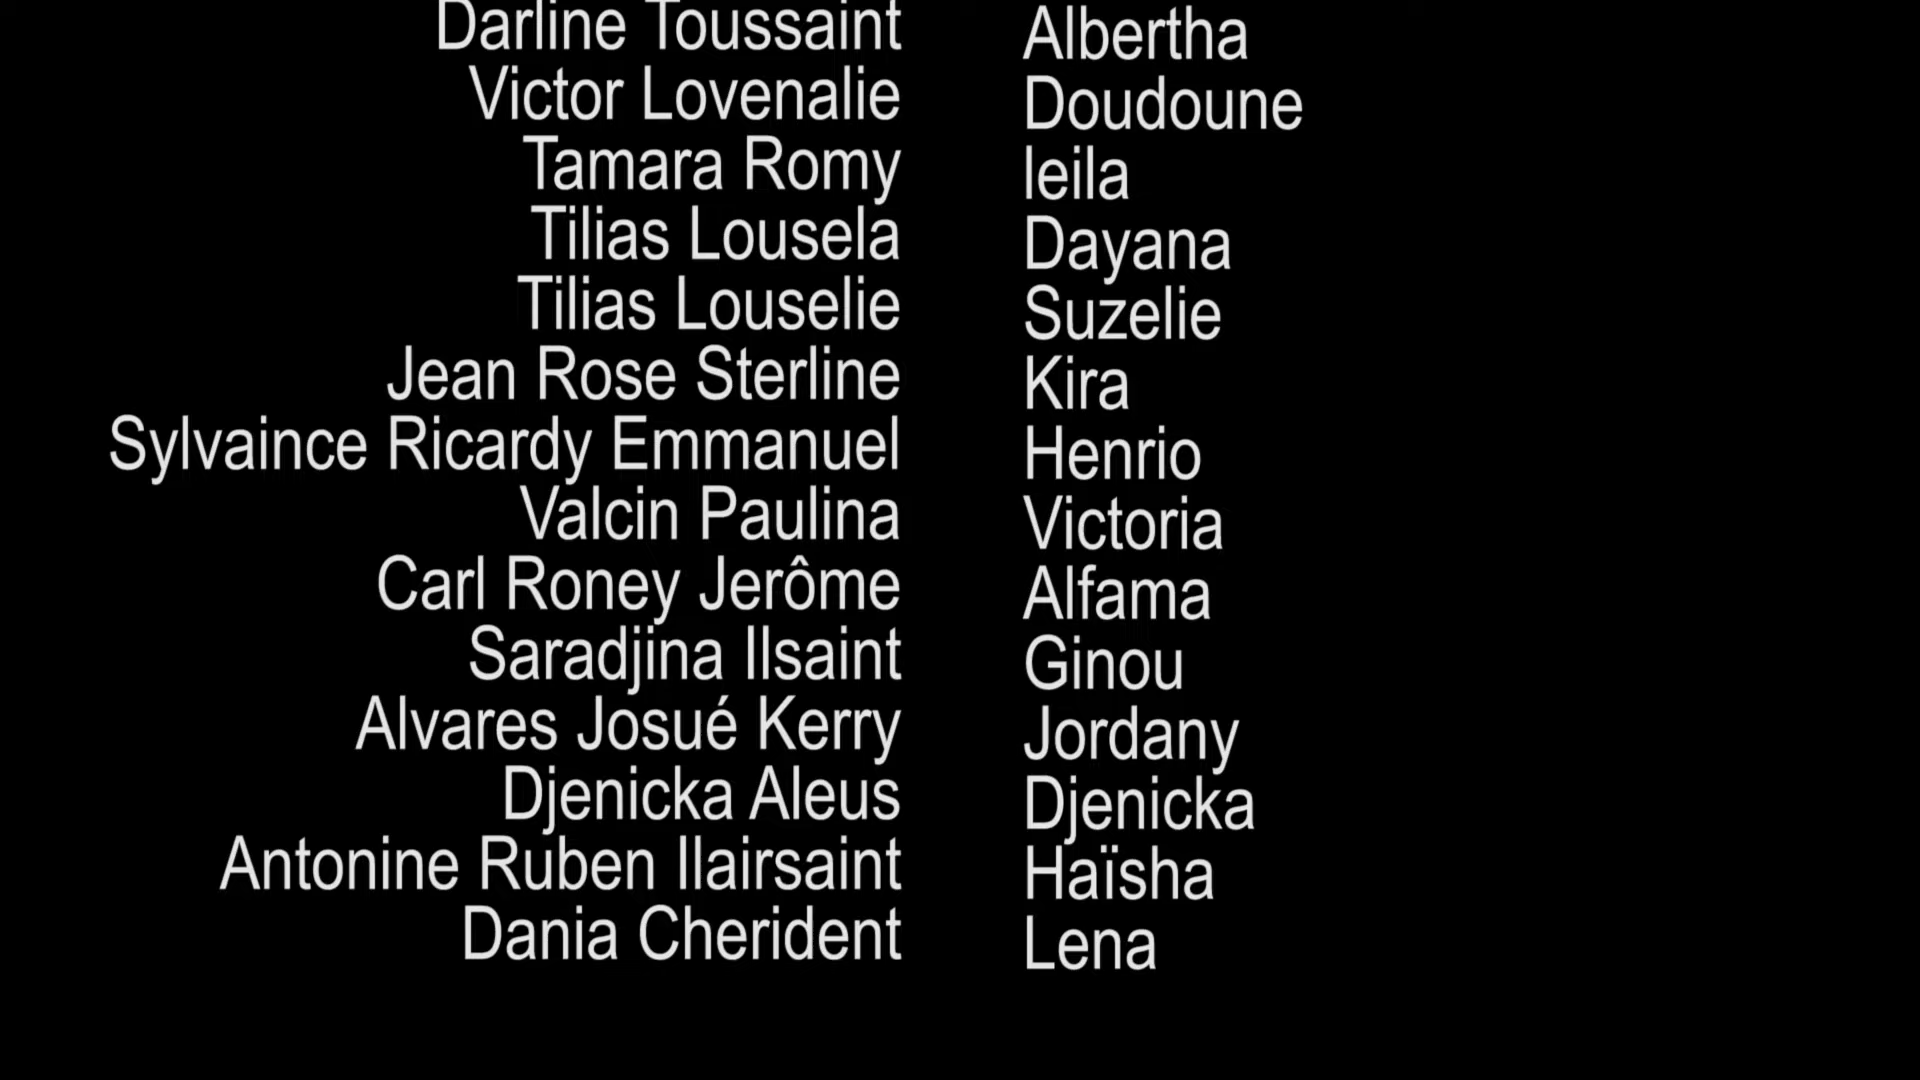 Darline Toussaint Albertha
Victor Lovenalie Doudoune
Tamara Romy leila
Tilias Lousela Dayana
Tilias Louselie Suzelie
Jean Rose Sterline Kira
Sylvaince Ricardy Emmanuel Henrio
Valcin Paulina Victoria
Carl Roney Jerôme Alfama
Saradjina Ilsaint Ginou
Alvares Josué Kerry Jordany
Djenicka Aleus Djenicka
Antonine Ruben Ilairsaint Haïsha
Dania Cherident Lena